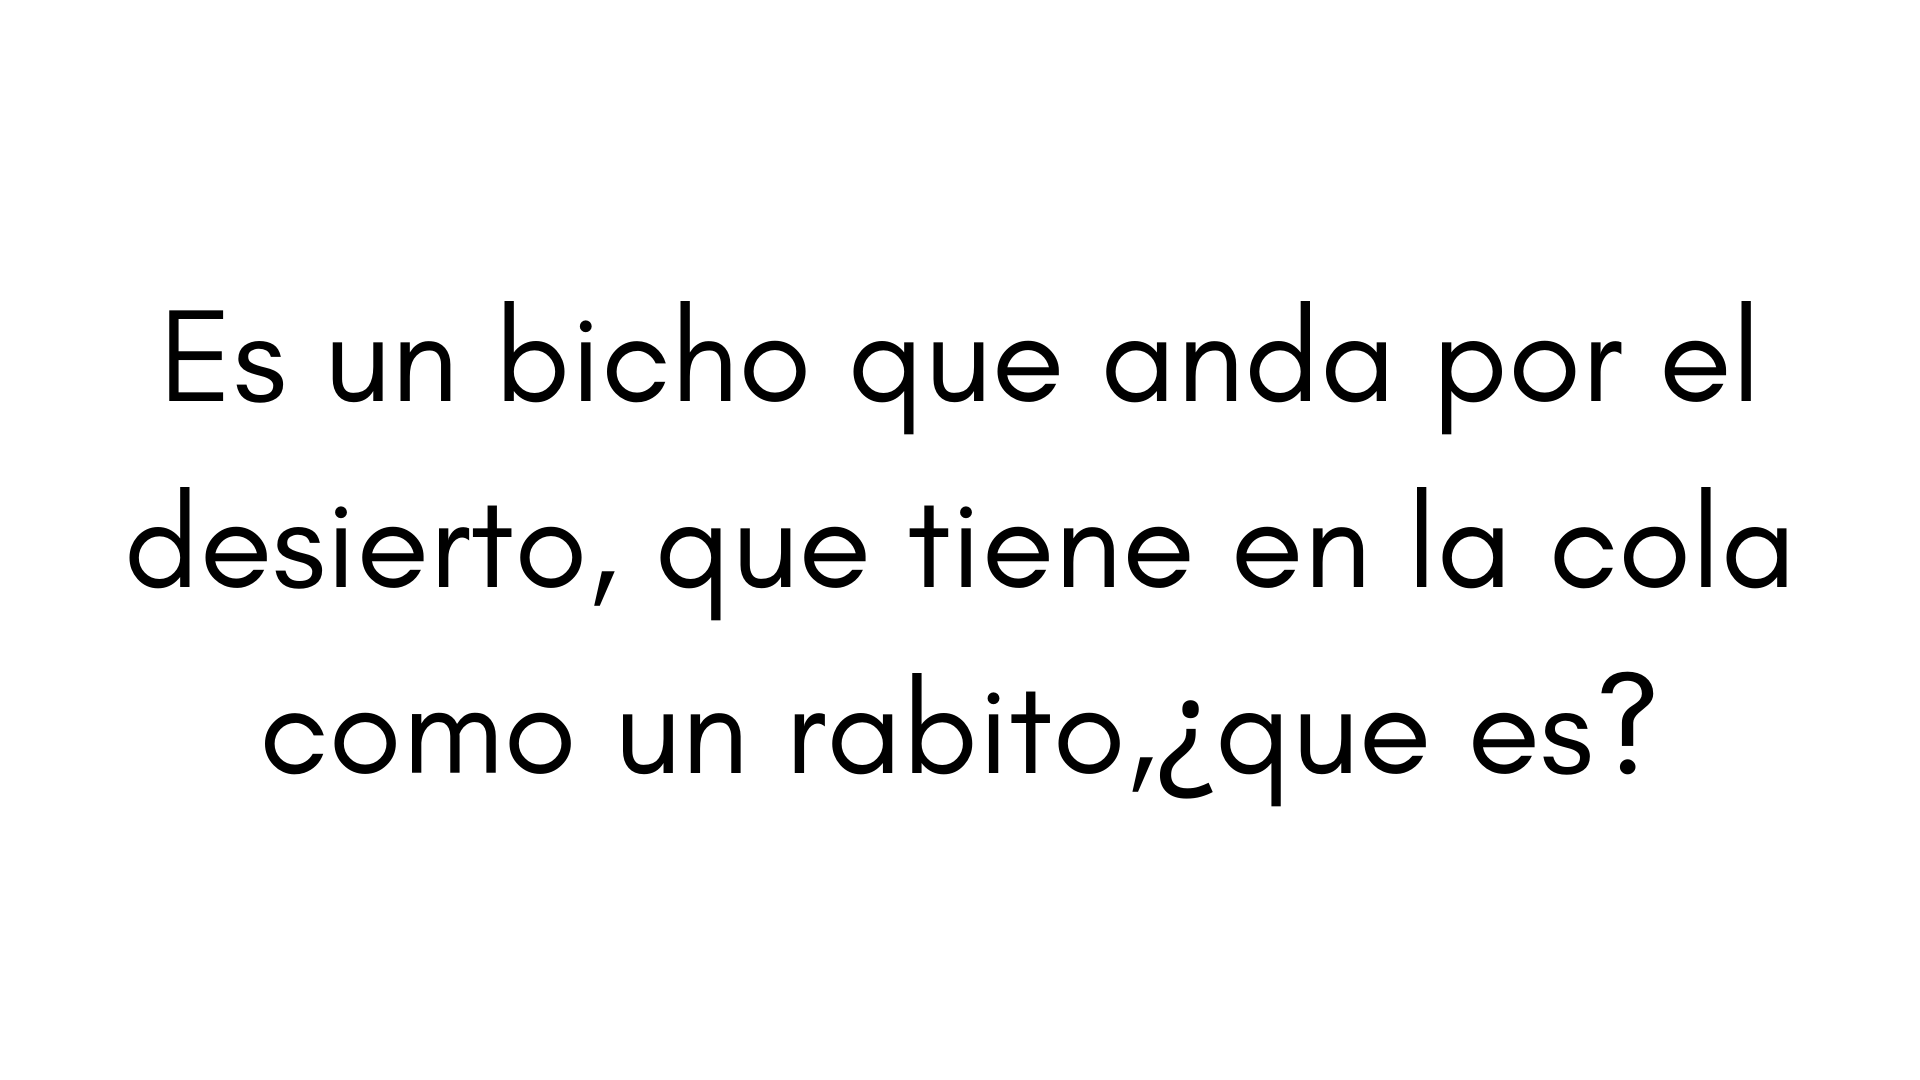 Es un bicho que anda por el
desierto, que tiene en la cola
como un rabito,¿que es?